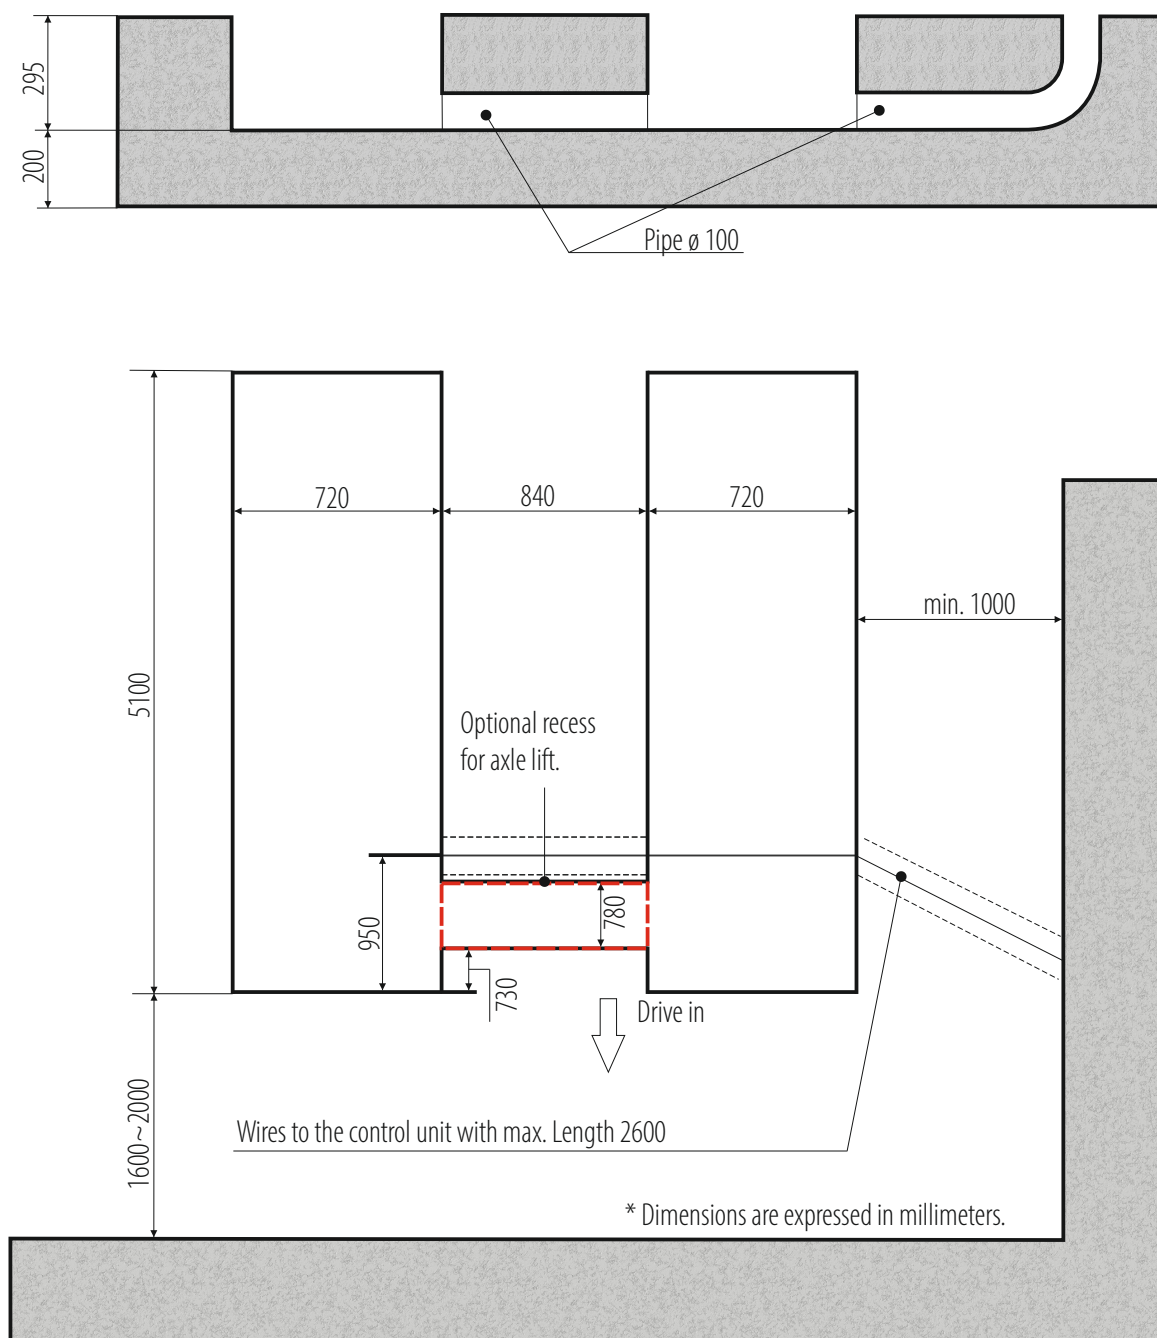 295
200
Pipe ø 100
720
840
720
min. 1000
5100
Optional recess
for axle lift.
950
780
730
Drive in
1600~2000
Wires to the control unit with max. Length 2600
* Dimensions are expressed in millimeters.